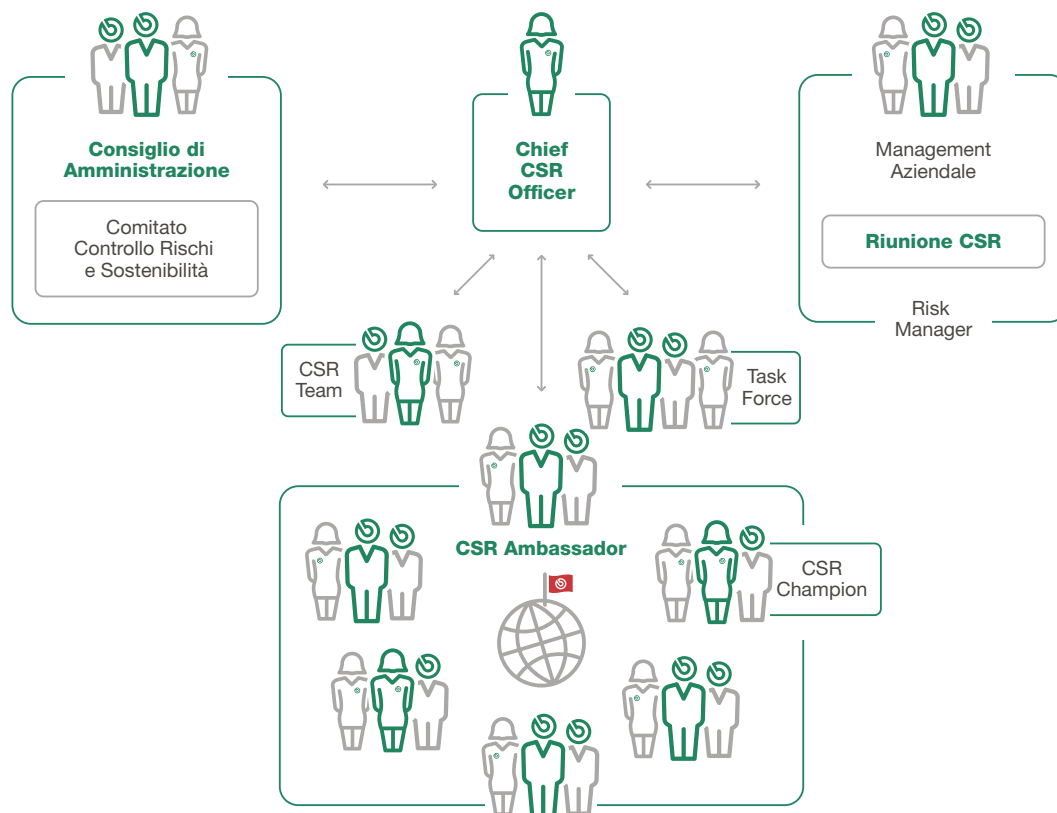 Consiglio di
Amministrazione
Comitato
Controllo Rischi
e Sostenibilità
Chief
CSR
Officer
Management
Aziendale
Riunione CSR
Risk
Manager
CSR
Team
Task
Force
CSR Ambassador
CSR
Champion